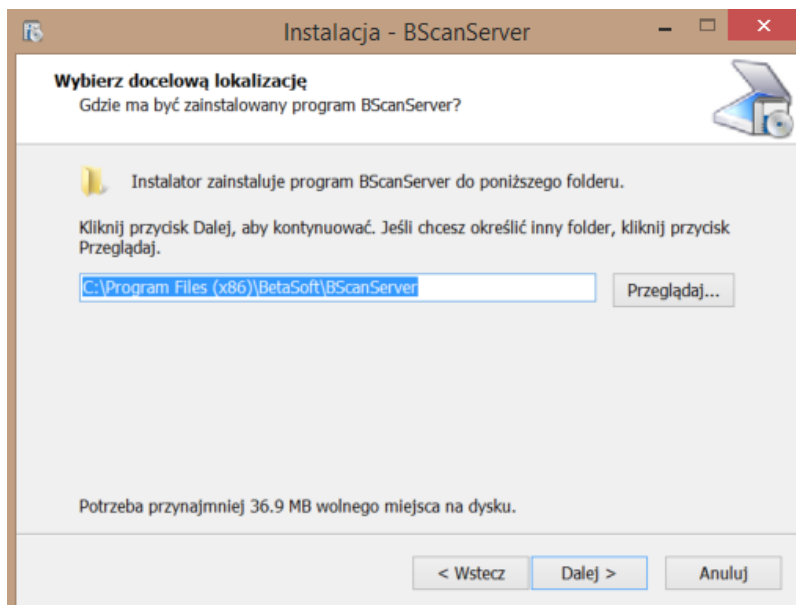 Instalacja - BScanServer
Wybierz docelową lokalizację
Gdzie ma być zainstalowany program BScanServer?
Instalator zainstaluje program BScanServer do poniższego folderu.
Kliknij przycisk Dalej, aby kontynuować. Jeśli chcesz określić inny folder, kliknij przycisk
Przeglądaj.
C:\Program Files (x86)\BetaSoft\BScanServer
Przeglądaj...
Potrzeba przynajmniej 36.9 MB wolnego miejsca na dysku.
< Wstecz
Dalej >
Anuluj